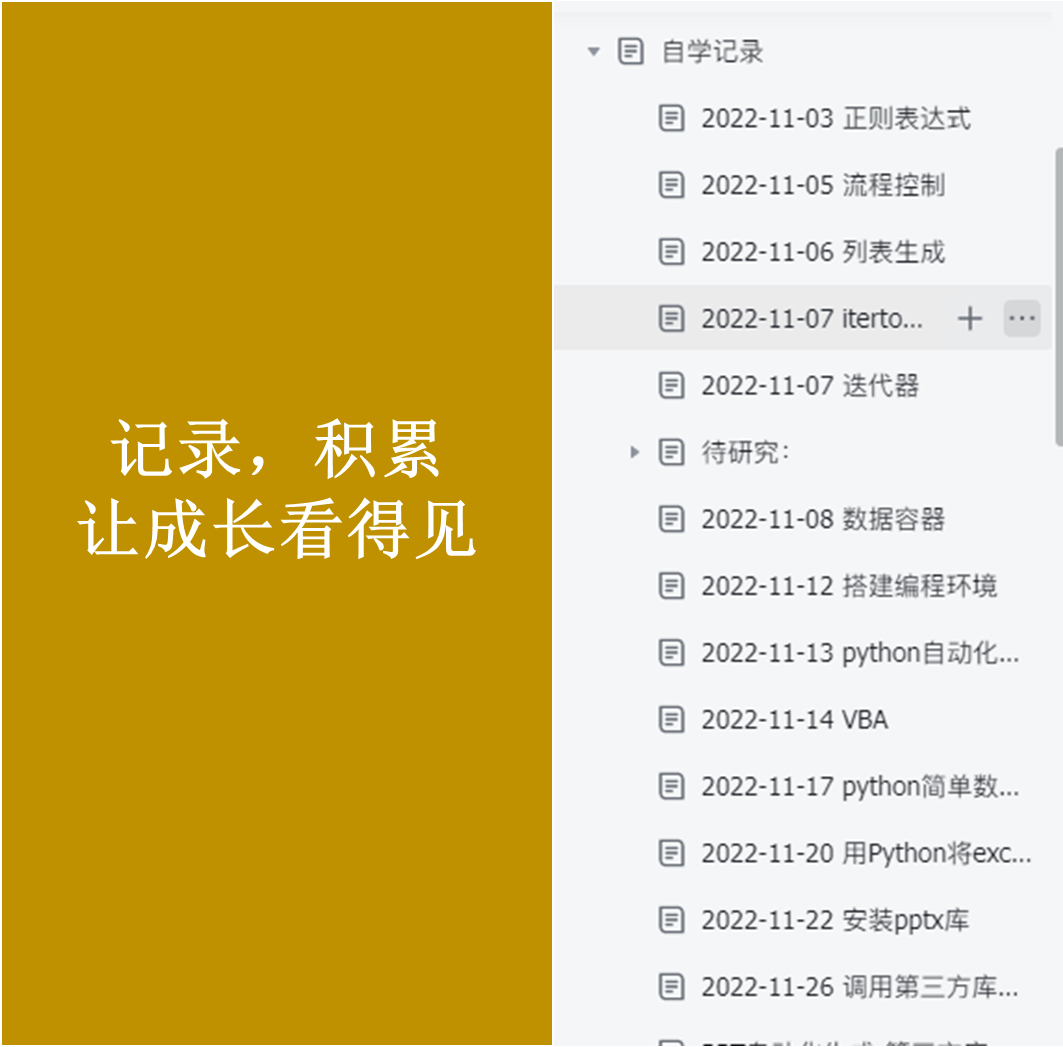 记录，积累
让成长看得见
自学记录
2022-11-03 正则表达式
2022-11-05 流程控制
2022-11-06 列表生成
2022-11-07 iterto...
2022-11-07 迭代器
待研究：
2022-11-08 数据容器
2022-11-12 搭建编程环境
2022-11-13 python自动化...
2022-11-14 VBA
2022-11-17 python简单数...
2022-11-20 用Python将exc...
2022-11-22 安装pptx库
2022-11-26 调用第三方库...